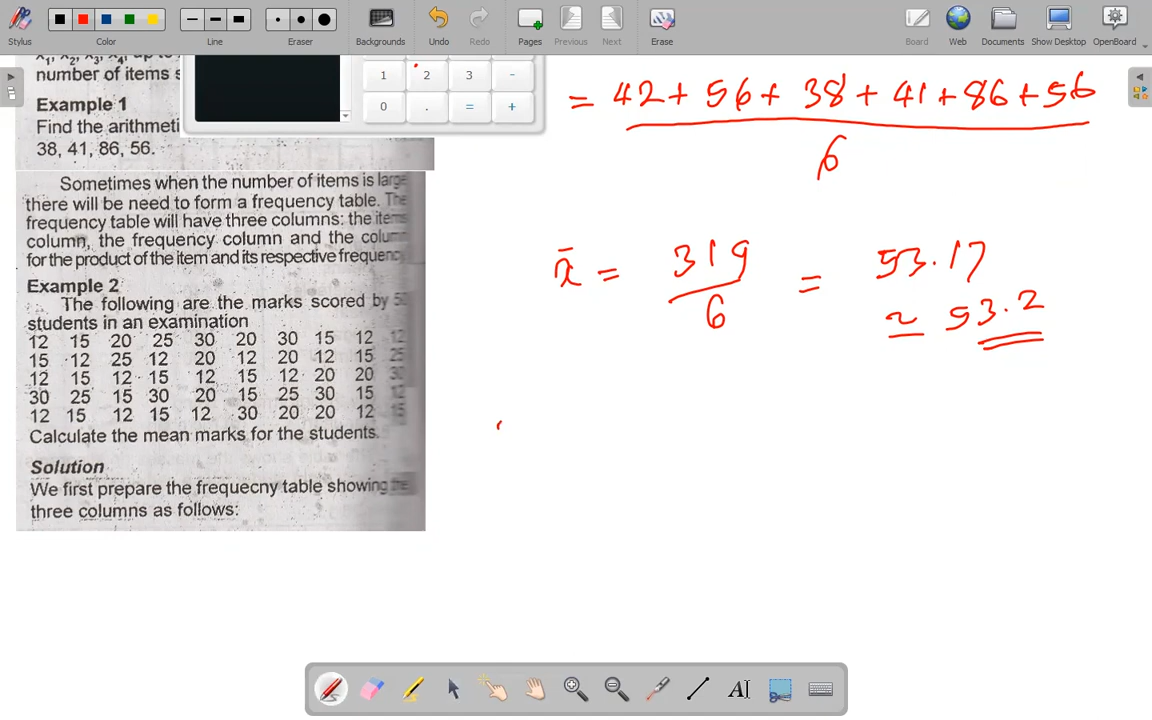 Stylus Color Line Eraser Backgrounds Undo Redo Pages Previous Next Erase Board Web Documents Show Desktop OpenBoard
number of items s
Example 1
Find the arithmeti
38, 41, 86, 56.
1 2 3 -
0 . = +
= 42 + 56 + 38 + 41 + 86 + 56
6
Sometimes when the number of items is large
there will be need to form a frequency table. The
frequency table will have three columns: the items
column, the frequency column and the colum
for the product of the item and its respective frequenc
x̄ = 319 = 53.17
6
≈ 53.2
Example 2
The following are the marks scored by 50
students in an examination
12 15 20 25 30 20 30 15 12 12
15 12 25 12 20 12 20 12 15 25
12 15 12 15 12 15 12 20 20 30
30 25 15 30 20 15 25 30 15 12
12 15 12 15 12 30 20 20 12 15
Calculate the mean marks for the students.
Solution
We first prepare the frequecny table showing the
three columns as follows: